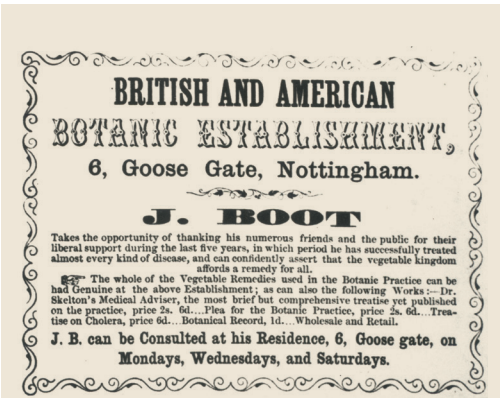 BRITISH AND AMERICAN
BOTANIC ESTABLISHMENT,
6, Goose Gate, Nottingham.
J. BOOT
Takes the opportunity of thanking his numerous friends and the public for their
liberal support during the last five years, in which period he has successfully treated
almost every kind of disease, and can confidently assert that the vegetable kingdom
affords a remedy for all.
☞ The whole of the Vegetable Remedies used in the Botanic Practice can be
had Genuine at the above Establishment; as can also the following Works:—Dr.
Skelton's Medical Adviser, the most brief but comprehensive treatise yet published
on the practice, price 2s. 6d....Plea for the Botanic Practice, price 2s. 6d....Trea-
tise on Cholera, price 6d....Botanical Record, 1d....Wholesale and Retail.
J. B. can be Consulted at his Residence, 6, Goose gate, on
Mondays, Wednesdays, and Saturdays.